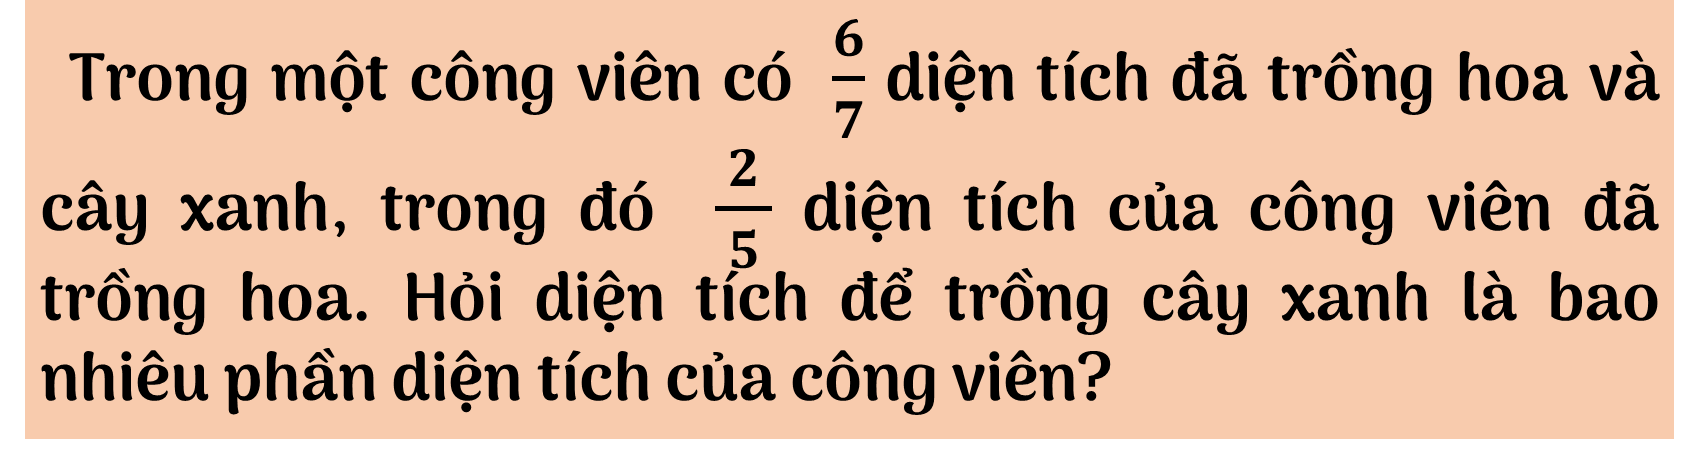 Trong một công viên có 6/7 diện tích đã trồng hoa và
cây xanh, trong đó 2/5 diện tích của công viên đã
trồng hoa. Hỏi diện tích để trồng cây xanh là bao
nhiêu phần diện tích của công viên?